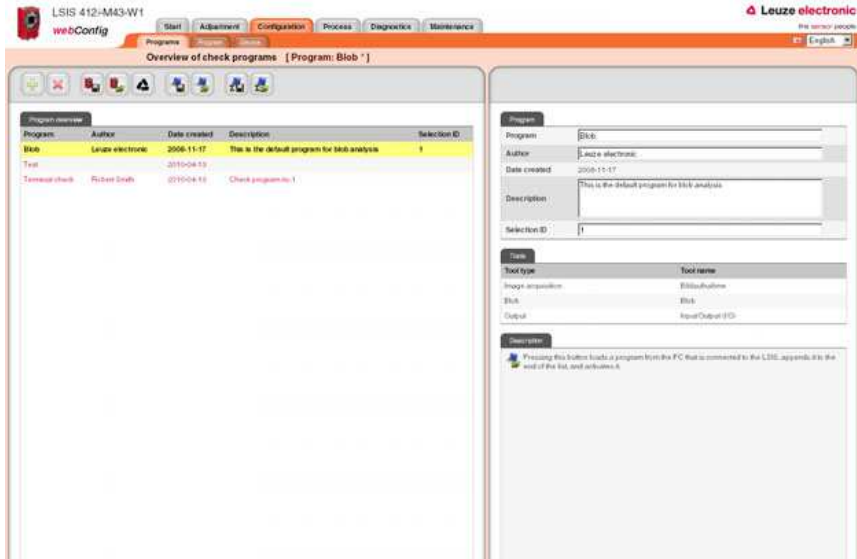 LSIS 412i-M43-W1
webConfig
Start Adjustment Configuration Process Diagnostics Maintenance
Leuze electronic
the sensor people
Programs Program Device
English
Overview of check programs [ Program: Blob * ]
Program overview
Program Author Date created Description Selection ID
Blob Leuze electronic 2008-11-17 This is the default program for blob analysis 1
Test 2010-04-13
Terminal check Robert Smith 2010-04-13 Check program no.1
Program
Program Blob
Author Leuze electronic
Date created 2008-11-17
Description This is the default program for blob analysis
Selection ID 1
Tools
Tool type Tool name
Image acquisition Bildaufnahme
Blob Blob
Output Input/Output (I/O)
Description
Pressing this button loads a program from the PC that is connected to the LSIS, appends it to the
end of the list, and activates it.